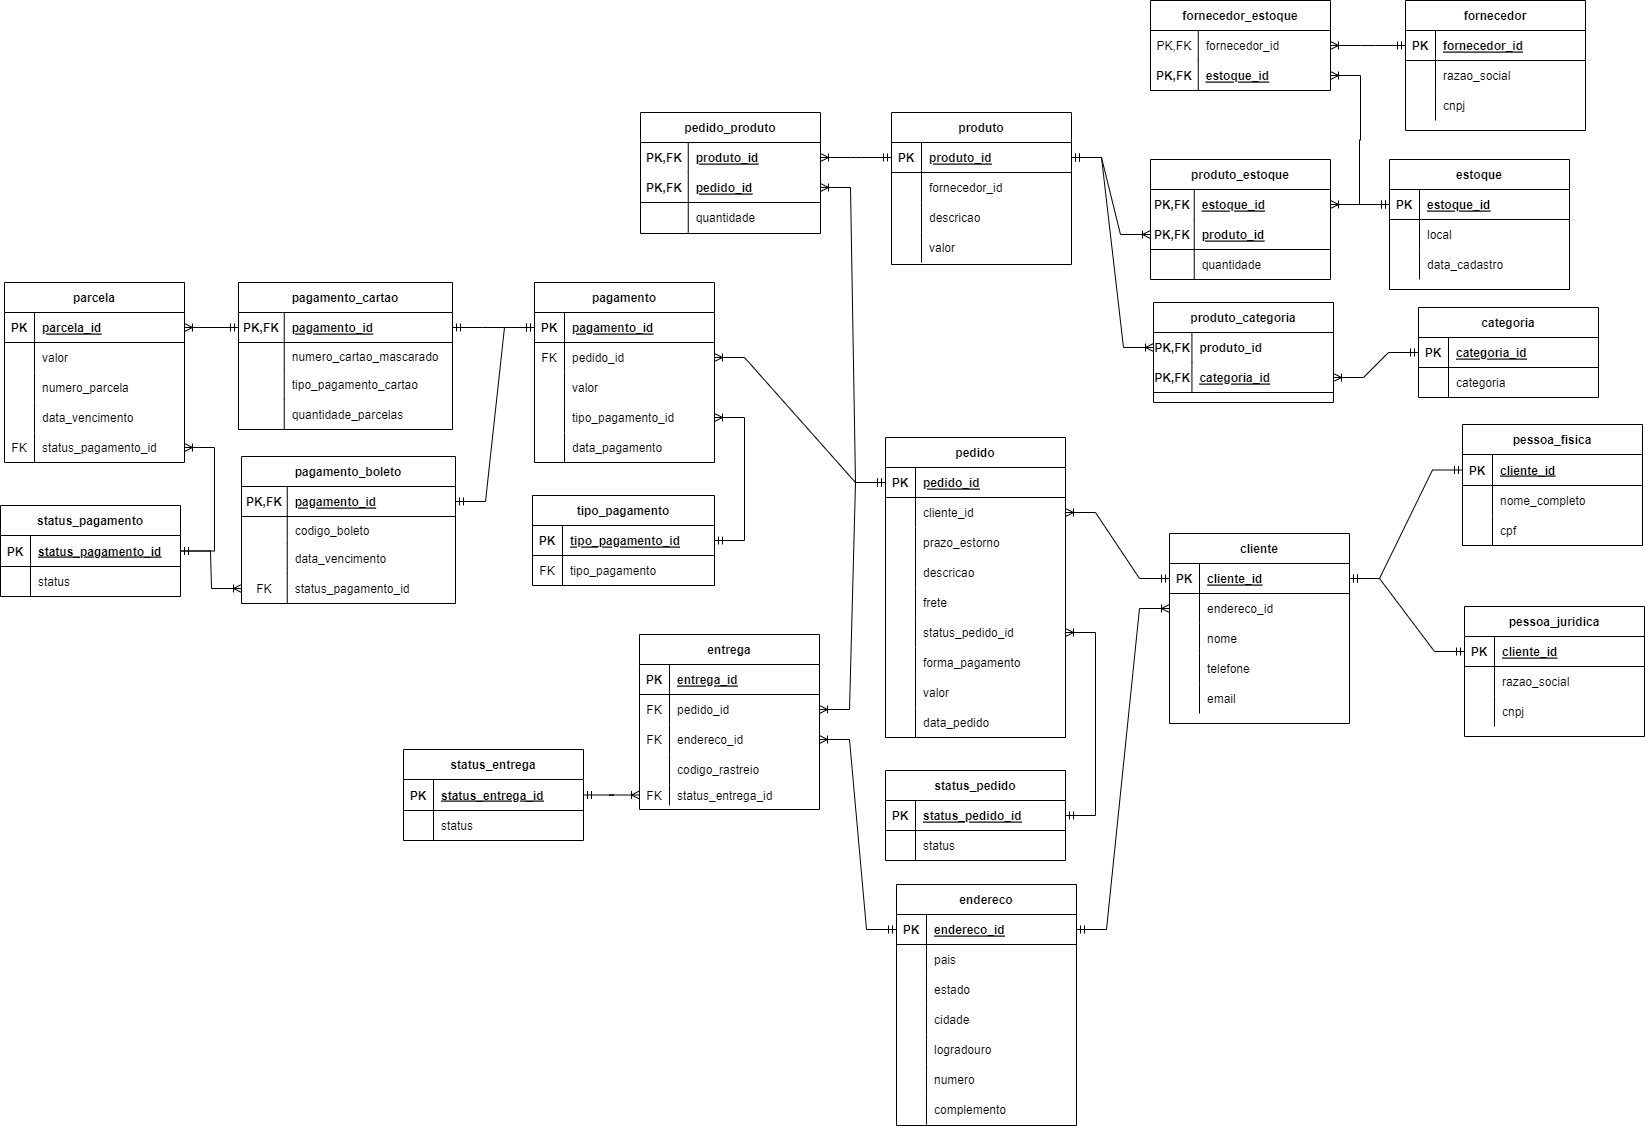 fornecedor_estoque
PK,FK fornecedor_id
PK,FK estoque_id
fornecedor
PK fornecedor_id
razao_social
cnpj
pedido_produto
PK,FK produto_id
PK,FK pedido_id
quantidade
produto
PK produto_id
fornecedor_id
descricao
valor
produto_estoque
PK,FK estoque_id
PK,FK produto_id
quantidade
estoque
PK estoque_id
local
data_cadastro
parcela
PK parcela_id
valor
numero_parcela
data_vencimento
FK status_pagamento_id
pagamento_cartao
PK,FK pagamento_id
numero_cartao_mascarado
tipo_pagamento_cartao
quantidade_parcelas
pagamento
PK pagamento_id
FK pedido_id
valor
tipo_pagamento_id
data_pagamento
produto_categoria
PK,FK produto_id
PK,FK categoria_id
categoria
PK categoria_id
categoria
status_pagamento
PK status_pagamento_id
status
pagamento_boleto
PK,FK pagamento_id
codigo_boleto
data_vencimento
FK status_pagamento_id
tipo_pagamento
PK tipo_pagamento_id
FK tipo_pagamento
pedido
PK pedido_id
cliente_id
prazo_estorno
descricao
frete
status_pedido_id
forma_pagamento
valor
data_pedido
pessoa_fisica
PK cliente_id
nome_completo
cpf
cliente
PK cliente_id
endereco_id
nome
telefone
email
pessoa_juridica
PK cliente_id
razao_social
cnpj
entrega
PK entrega_id
FK pedido_id
FK endereco_id
codigo_rastreio
FK status_entrega_id
status_entrega
PK status_entrega_id
status
status_pedido
PK status_pedido_id
status
endereco
PK endereco_id
pais
estado
cidade
logradouro
numero
complemento